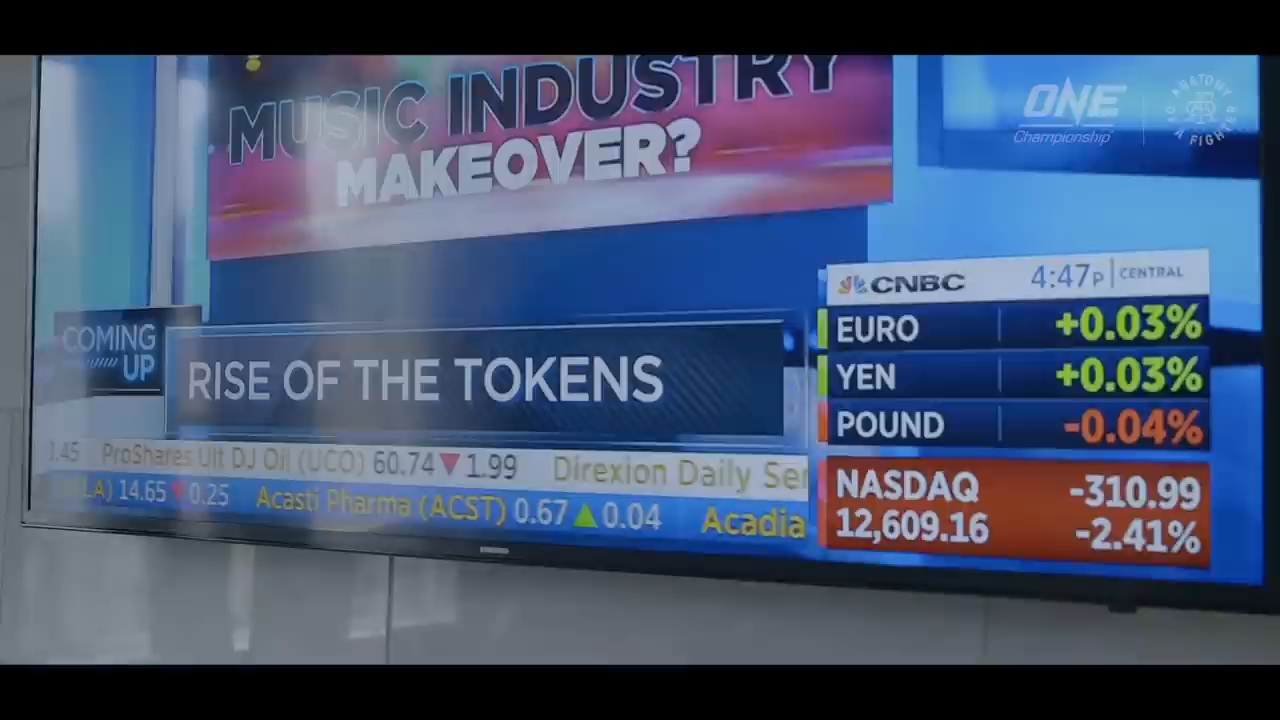 MUSIC INDUSTRY
MAKEOVER?
ONE
Championship
ANATOMY OF A FIGHTER
CNBC 4:47P CENTRAL
EURO +0.03%
YEN +0.03%
POUND -0.04%
NASDAQ -310.99
12,609.16 -2.41%
COMING
UP
RISE OF THE TOKENS
ProShares Ult DJ Oil (UCO) 60.74 ▼ 1.99 Direxion Daily
14.65 ▼ 0.25 Acasti Pharma (ACST) 0.67 ▲ 0.04 Acadia